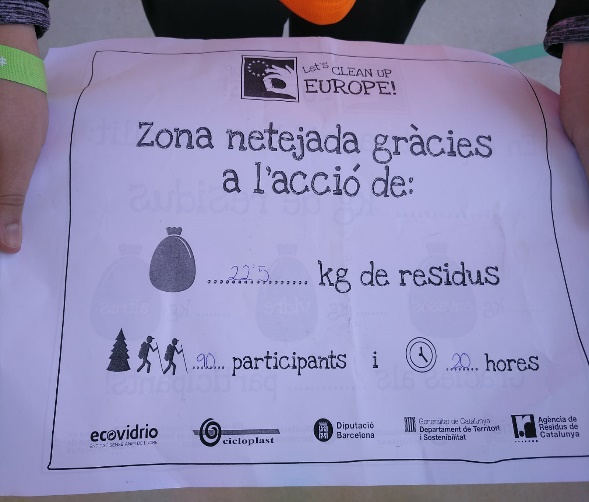 Let's CLEAN UP
EUROPE!
Zona netejada gràcies
a l'acció de:
22'5 kg de residus
90 participants i 20 hores
ecovidrio
cicloplast
Diputació
Barcelona
Generalitat de Catalunya
Departament de Territori
i Sostenibilitat
Agència de
Residus de
Catalunya